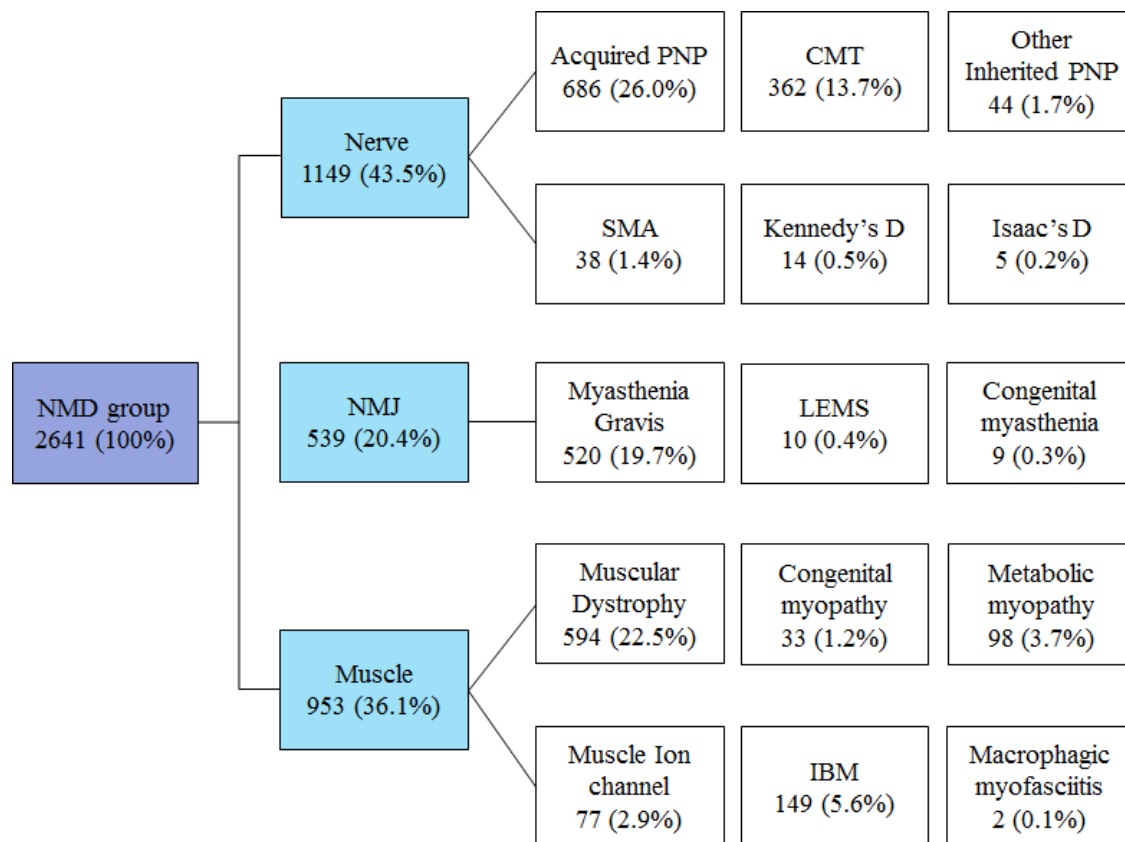 Acquired PNP
686 (26.0%)
CMT
362 (13.7%)
Other
Inherited PNP
44 (1.7%)
Nerve
1149 (43.5%)
SMA
38 (1.4%)
Kennedy's D
14 (0.5%)
Isaac's D
5 (0.2%)
NMD group
2641 (100%)
NMJ
539 (20.4%)
Myasthenia
Gravis
520 (19.7%)
LEMS
10 (0.4%)
Congenital
myasthenia
9 (0.3%)
Muscular
Dystrophy
594 (22.5%)
Congenital
myopathy
33 (1.2%)
Metabolic
myopathy
98 (3.7%)
Muscle
953 (36.1%)
Muscle Ion
channel
77 (2.9%)
IBM
149 (5.6%)
Macrophagic
myofasciitis
2 (0.1%)